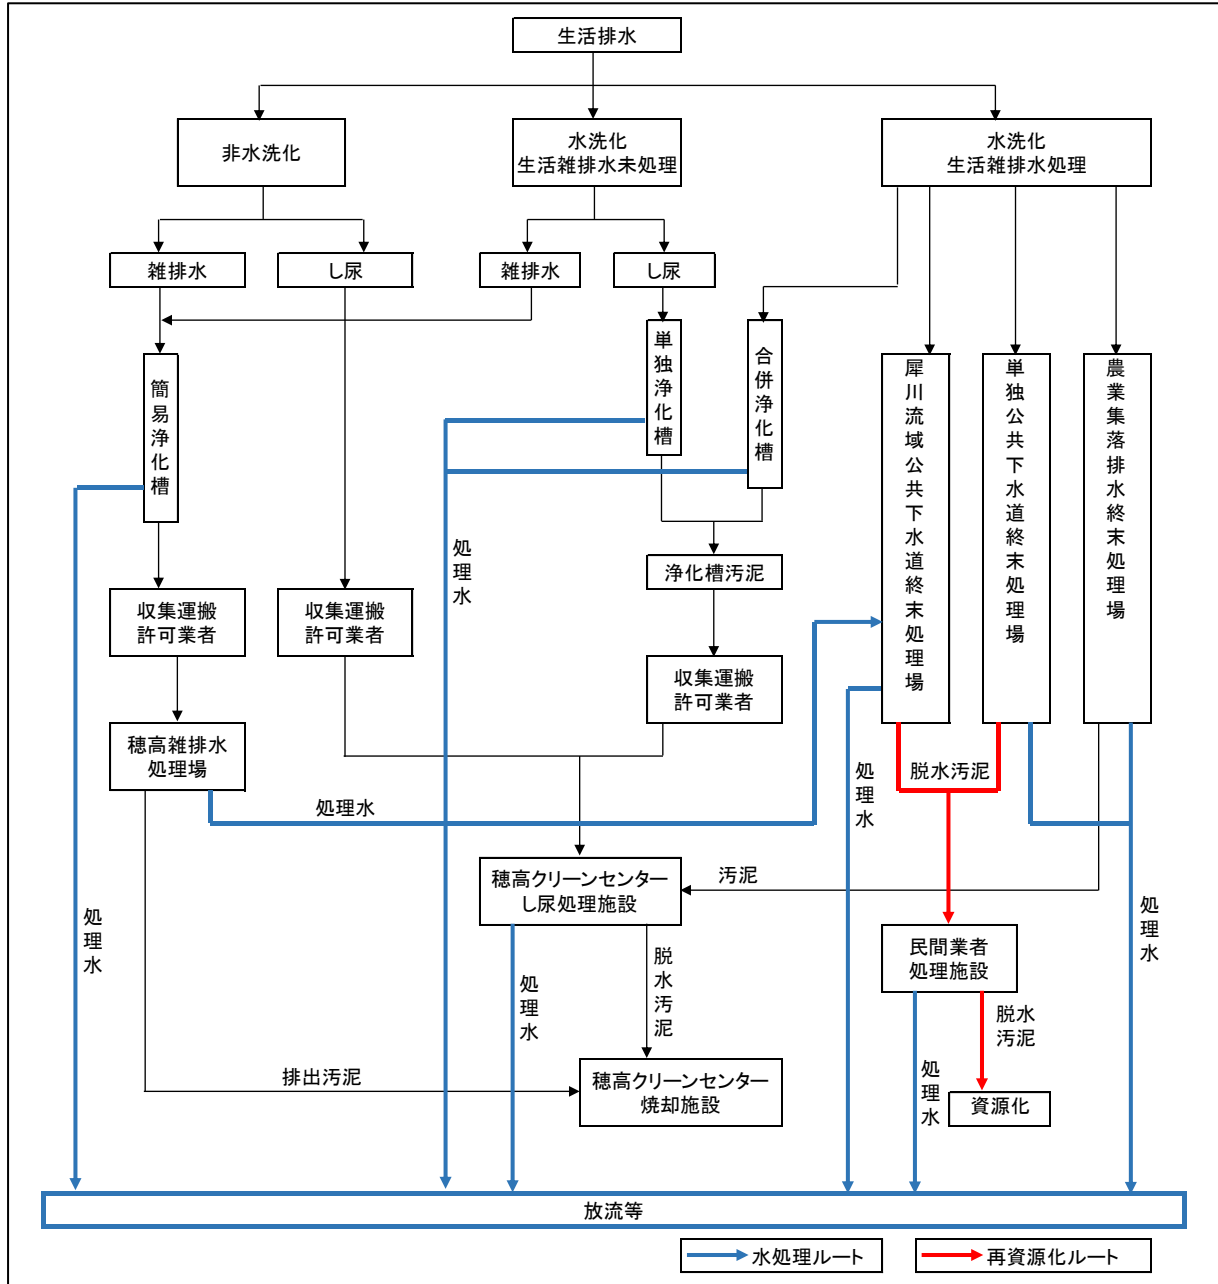 生活排水
非水洗化
水洗化
生活雑排水未処理
水洗化
生活雑排水処理
雑排水
し尿
雑排水
し尿
簡易浄化槽
単独浄化槽
合併浄化槽
犀川流域公共下水道終末処理場
単独公共下水道終末処理場
農業集落排水終末処理場
処理水
浄化槽汚泥
収集運搬
許可業者
収集運搬
許可業者
収集運搬
許可業者
穂高雑排水
処理場
処理水
処理水
脱水汚泥
穂高クリーンセンター
し尿処理施設
汚泥
処理水
処理水
民間業者
処理施設
処理水
脱水汚泥
脱水
汚泥
排出汚泥
穂高クリーンセンター
焼却施設
処理水
資源化
放流等
水処理ルート
再資源化ルート